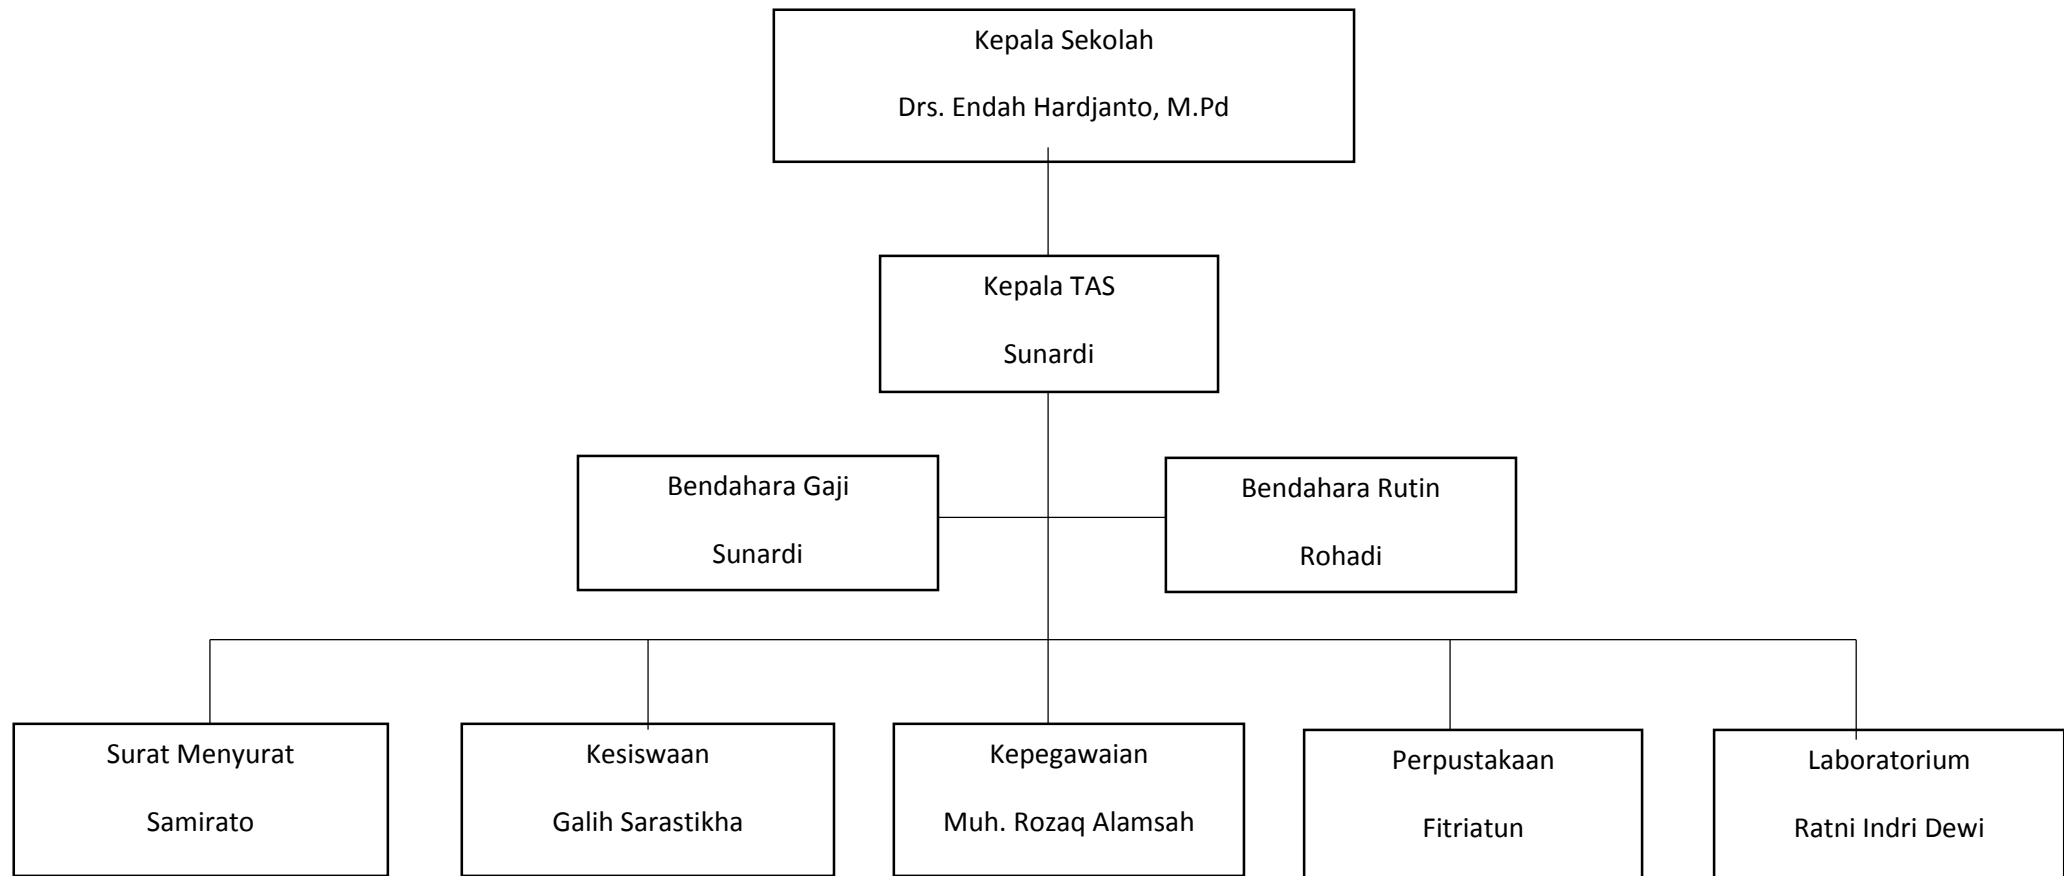 Kepala Sekolah
Drs. Endah Hardjanto, M.Pd
Kepala TAS
Sunardi
Bendahara Gaji
Sunardi
Bendahara Rutin
Rohadi
Surat Menyurat
Samirato
Kesiswaan
Galih Sarastikha
Kepegawaian
Muh. Rozaq Alamsah
Perpustakaan
Fitriatun
Laboratorium
Ratni Indri Dewi